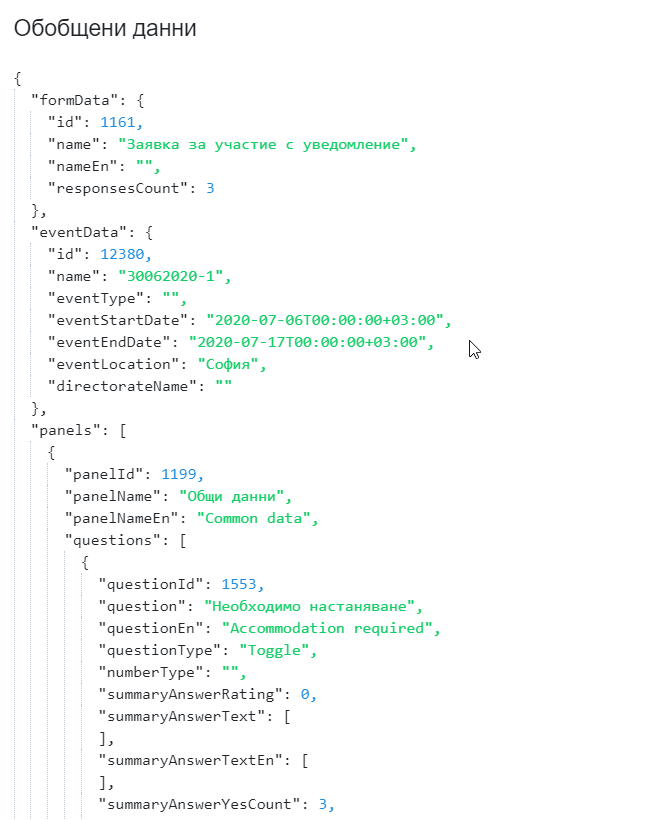 Обобщени данни
{
"formData": {
"id": 1161,
"name": "Заявка за участие с уведомление",
"nameEn": "",
"responsesCount": 3
},
"eventData": {
"id": 12380,
"name": "30062020-1",
"eventType": "",
"eventStartDate": "2020-07-06T00:00:00+03:00",
"eventEndDate": "2020-07-17T00:00:00+03:00",
"eventLocation": "София",
"directorateName": ""
},
"panels": [
{
"panelId": 1199,
"panelName": "Общи данни",
"panelNameEn": "Common data",
"questions": [
{
"questionId": 1553,
"question": "Необходимо настаняване",
"questionEn": "Accommodation required",
"questionType": "Toggle",
"numberType": "",
"summaryAnswerRating": 0,
"summaryAnswerText": [
],
"summaryAnswerTextEn": [
],
"summaryAnswerYesCount": 3,